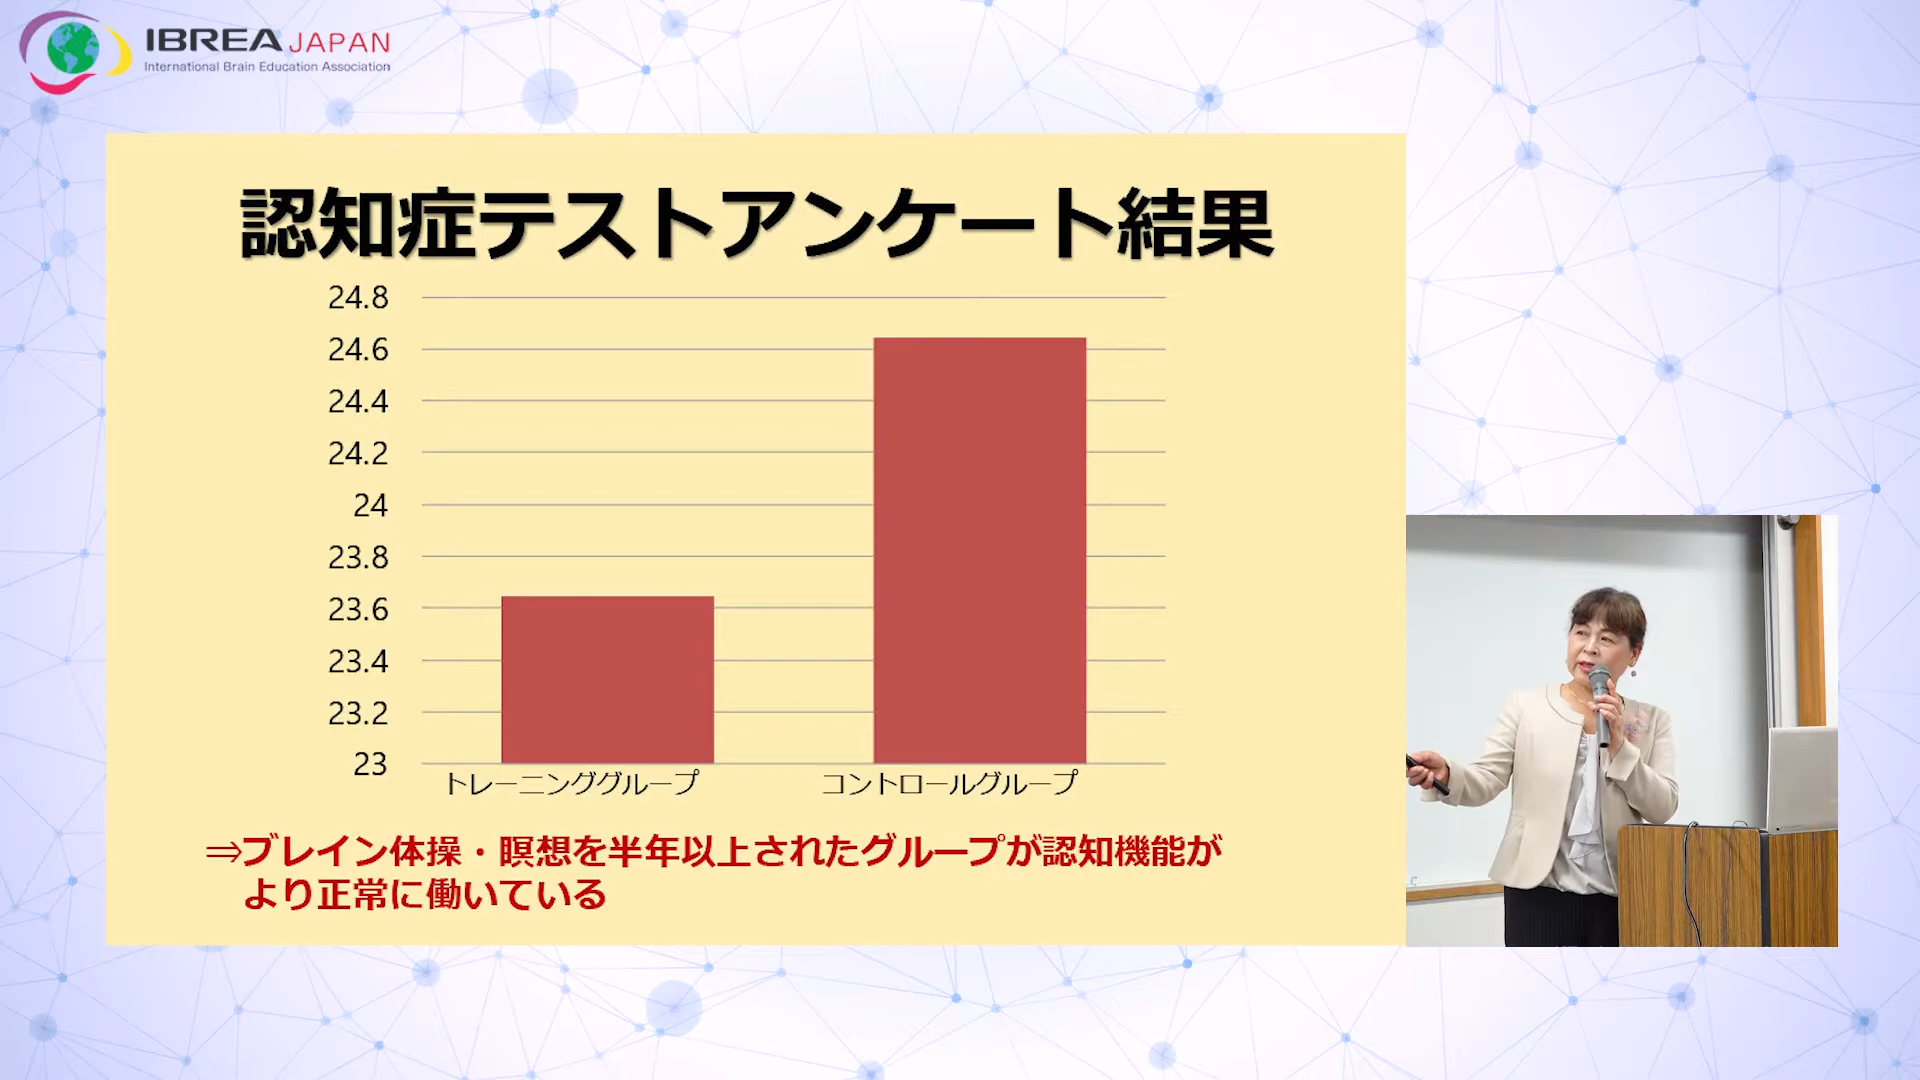 IBREA JAPAN
International Brain Education Association
認知症テストアンケート結果
24.8
24.6
24.4
24.2
24
23.8
23.6
23.4
23.2
23
トレーニンググループ
コントロールグループ
⇒ブレイン体操・瞑想を半年以上されたグループが認知機能が
より正常に働いている